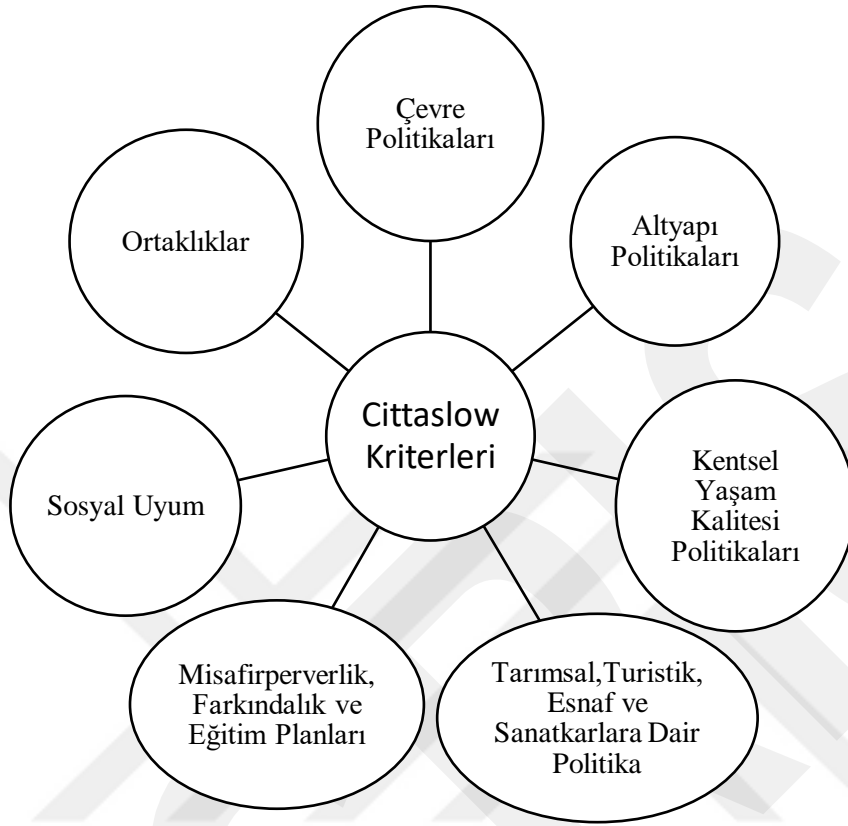 Çevre
Politikaları
Ortaklıklar
Altyapı
Politikaları
Cittaslow
Kriterleri
Kentsel
Yaşam
Kalitesi
Politikaları
Sosyal Uyum
Misafirperverlik,
Farkındalık ve
Eğitim Planları
Tarımsal,Turistik,
Esnaf ve
Sanatkarlara Dair
Politika